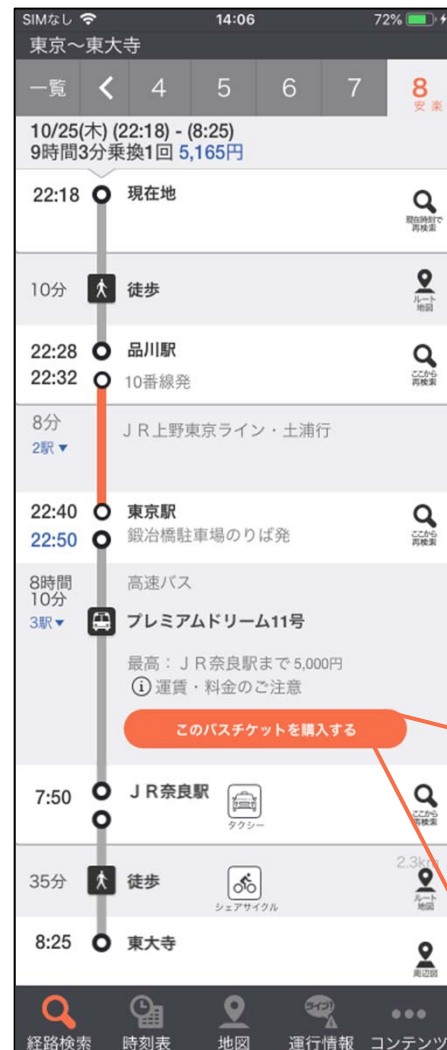 SIMなし 14:06 72%
東京～東大寺
一覧 4 5 6 7 8
安楽
10/25(木) (22:18) - (8:25)
9時間3分乗換1回 5,165円
22:18 現在地
現在時刻で
再検索
10分 徒歩
ルート
地図
22:28 品川駅
22:32 10番線発
ここから
再検索
8分 ＪＲ上野東京ライン・土浦行
2駅▼
22:40 東京駅
22:50 鍛冶橋駐車場のりば発
ここから
再検索
8時間
10分
3駅▼
高速バス
プレミアムドリーム11号
最高：ＪＲ奈良駅まで 5,000円
i 運賃・料金のご注意
このバスチケットを購入する
7:50 ＪＲ奈良駅
タクシー
ここから
再検索
2.3km
35分 徒歩
シェアサイクル
ルート
地図
8:25 東大寺
周辺図
ライブ!
経路検索 時刻表 地図 運行情報 コンテンツ